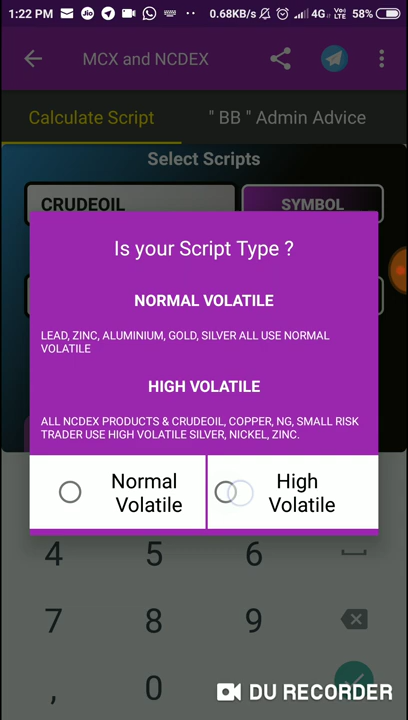 1:22 PM
0.68KB/s
4G
VoLTE
58%
MCX and NCDEX
Calculate Script
" BB " Admin Advice
Select Scripts
CRUDEOIL
SYMBOL
Is your Script Type ?
NORMAL VOLATILE
LEAD, ZINC, ALUMINIUM, GOLD, SILVER ALL USE NORMAL
VOLATILE
HIGH VOLATILE
ALL NCDEX PRODUCTS & CRUDEOIL, COPPER, NG, SMALL RISK
TRADER USE HIGH VOLATILE SILVER, NICKEL, ZINC.
Normal
Volatile
High
Volatile
4 5 6
7 8 9
, 0
DU RECORDER